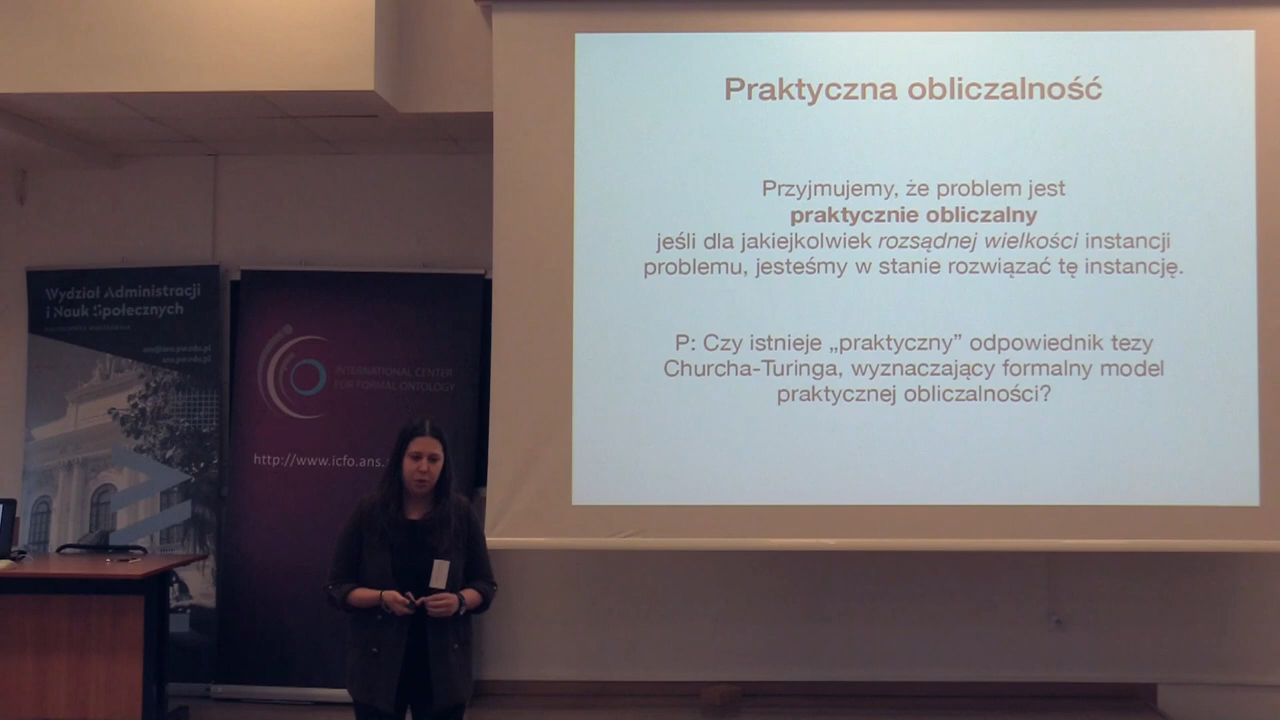 Praktyczna obliczalność
Przyjmujemy, że problem jest
praktycznie obliczalny
jeśli dla jakiejkolwiek rozsądnej wielkości instancji
problemu, jesteśmy w stanie rozwiązać tę instancję.
P: Czy istnieje „praktyczny” odpowiednik tezy
Churcha-Turinga, wyznaczający formalny model
praktycznej obliczalności?
Wydział Administracji
i Nauk Społecznych
INTERNATIONAL CENTER
FOR FORMAL ONTOLOGY
http://www.icfo.ans.